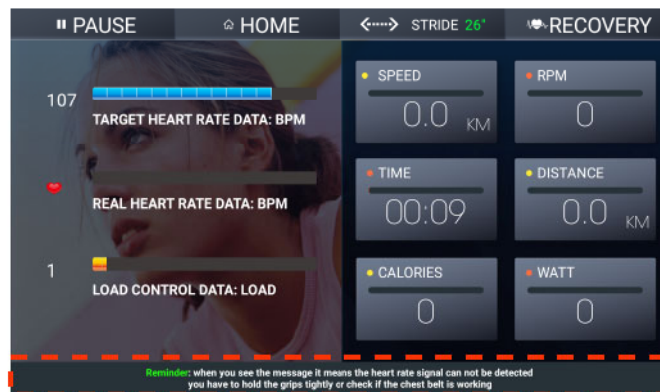 PAUSE
HOME
STRIDE 26"
RECOVERY
107
TARGET HEART RATE DATA: BPM
REAL HEART RATE DATA: BPM
1
LOAD CONTROL DATA: LOAD
SPEED
0.0 KM
RPM
0
TIME
00:09
DISTANCE
0.0 KM
CALORIES
0
WATT
0
Reminder: when you see the message it means the heart rate signal can not be detected
you have to hold the grips tightly or check if the chest belt is working